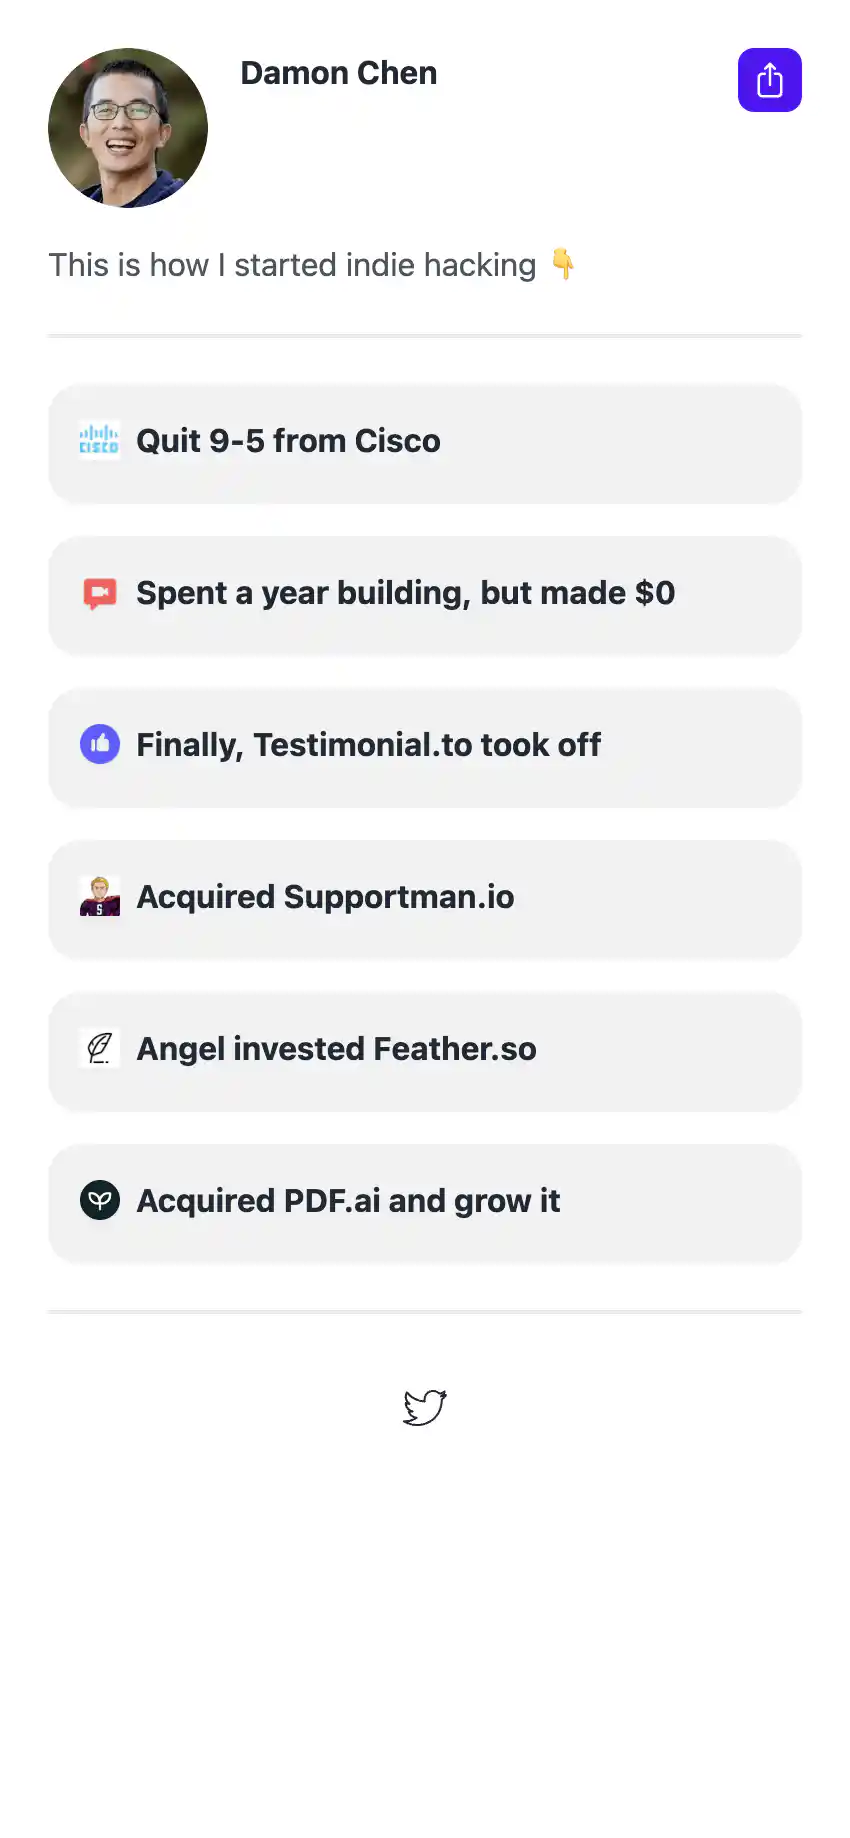 Damon Chen
This is how I started indie hacking 👇
CISCO Quit 9-5 from Cisco
Spent a year building, but made $0
Finally, Testimonial.to took off
S Acquired Supportman.io
Angel invested Feather.so
Acquired PDF.ai and grow it